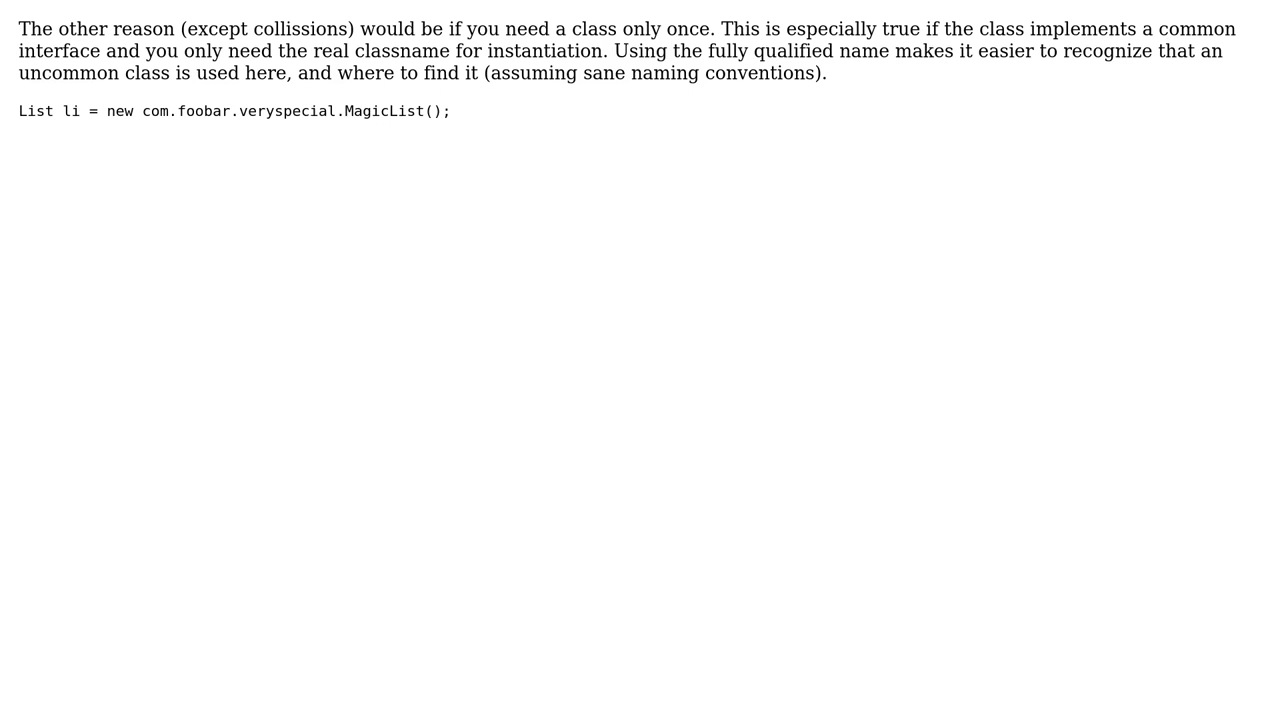 The other reason (except collissions) would be if you need a class only once. This is especially true if the class implements a common
interface and you only need the real classname for instantiation. Using the fully qualified name makes it easier to recognize that an
uncommon class is used here, and where to find it (assuming sane naming conventions).
List li = new com.foobar.veryspecial.MagicList();